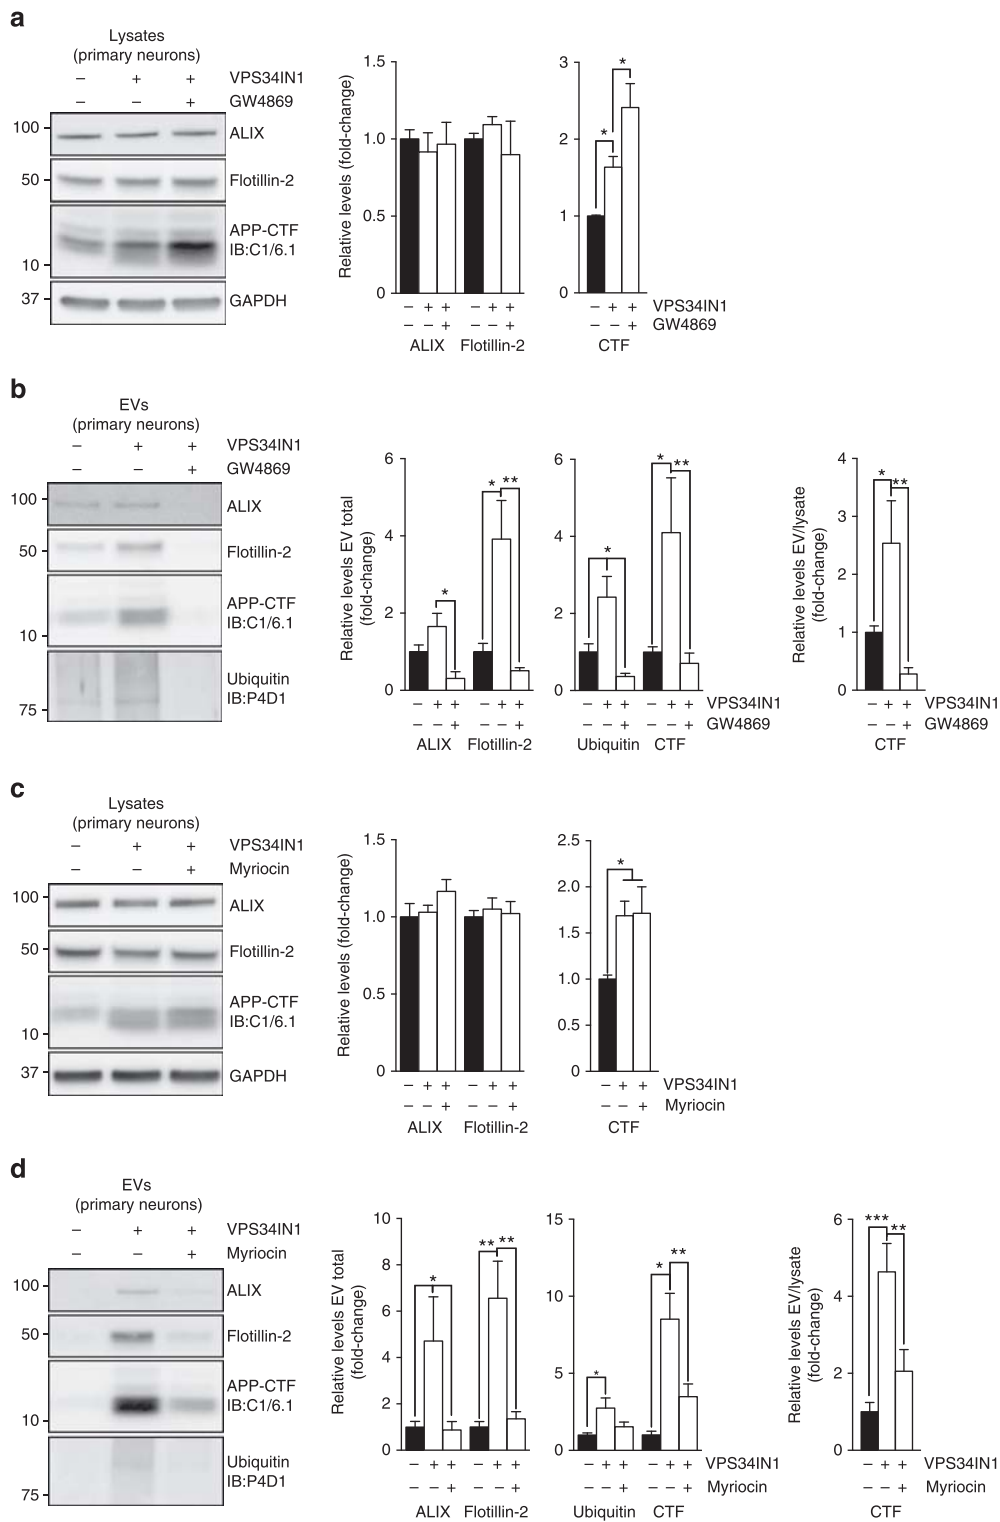 a
Lysates
(primary neurons)
– + + VPS34IN1
– – + GW4869
100
ALIX
50
Flotillin-2
APP-CTF
IB:C1/6.1
10
37
GAPDH
Relative levels (fold-change)
1.5
1.0
0.5
0
– + + – + +
– – + – – +
ALIX Flotillin-2
3
2
1
0
*
*
– + + VPS34IN1
– – + GW4869
CTF
b
EVs
(primary neurons)
– + + VPS34IN1
– – + GW4869
100
ALIX
50
Flotillin-2
APP-CTF
IB:C1/6.1
10
Ubiquitin
IB:P4D1
75
Relative levels EV total
(fold-change)
6
4
2
0
*
* **
– + + – + +
– – + – – +
ALIX Flotillin-2
6
4
2
0
*
* **
– + + – + + VPS34IN1
– – + – – + GW4869
Ubiquitin CTF
Relative levels EV/lysate
(fold-change)
4
3
2
1
0
* **
– + + VPS34IN1
– – + GW4869
CTF
c
Lysates
(primary neurons)
– + + VPS34IN1
– – + Myriocin
100
ALIX
50
Flotillin-2
APP-CTF
IB:C1/6.1
10
37
GAPDH
Relative levels (fold-change)
1.5
1.0
0.5
0
– + + – + +
– – + – – +
ALIX Flotillin-2
2.5
2.0
1.5
1.0
0.5
0
*
– + + VPS34IN1
– – + Myriocin
CTF
d
EVs
(primary neurons)
– + + VPS34IN1
– – + Myriocin
100
ALIX
50
Flotillin-2
APP-CTF
IB:C1/6.1
10
Ubiquitin
IB:P4D1
75
Relative levels EV total
(fold-change)
10
8
6
4
2
0
*
** **
– + + – + +
– – + – – +
ALIX Flotillin-2
15
10
5
0
*
* **
– + + – + + VPS34IN1
– – + – – + Myriocin
Ubiquitin CTF
Relative levels EV/lysate
(fold-change)
6
4
2
0
*** **
– + + VPS34IN1
– – + Myriocin
CTF